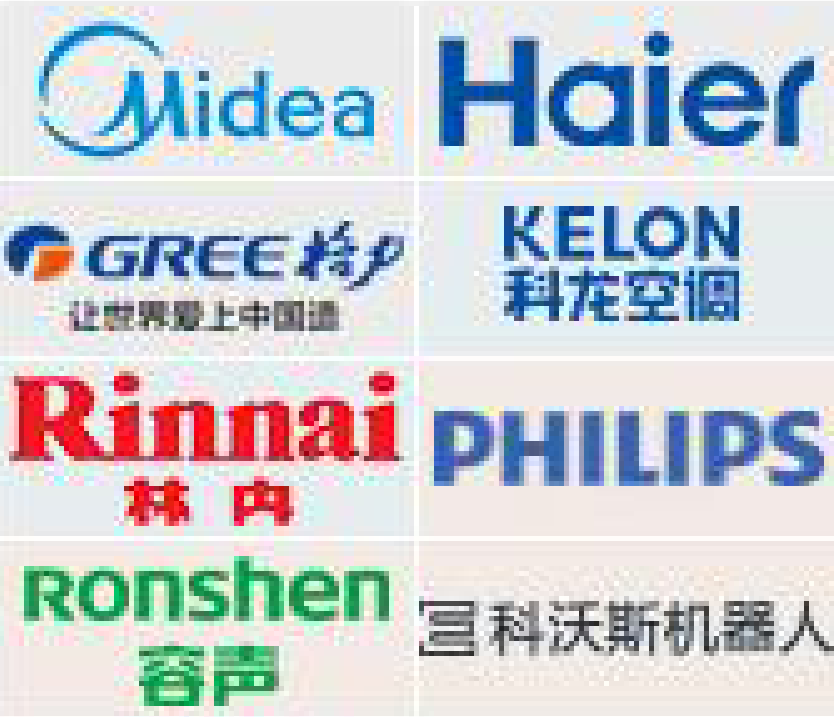 Midea
Haier
GREE 格力
让世界爱上中国造
KELON
科龙空调
Rinnai
林内
PHILIPS
Ronshen
容声
科沃斯机器人